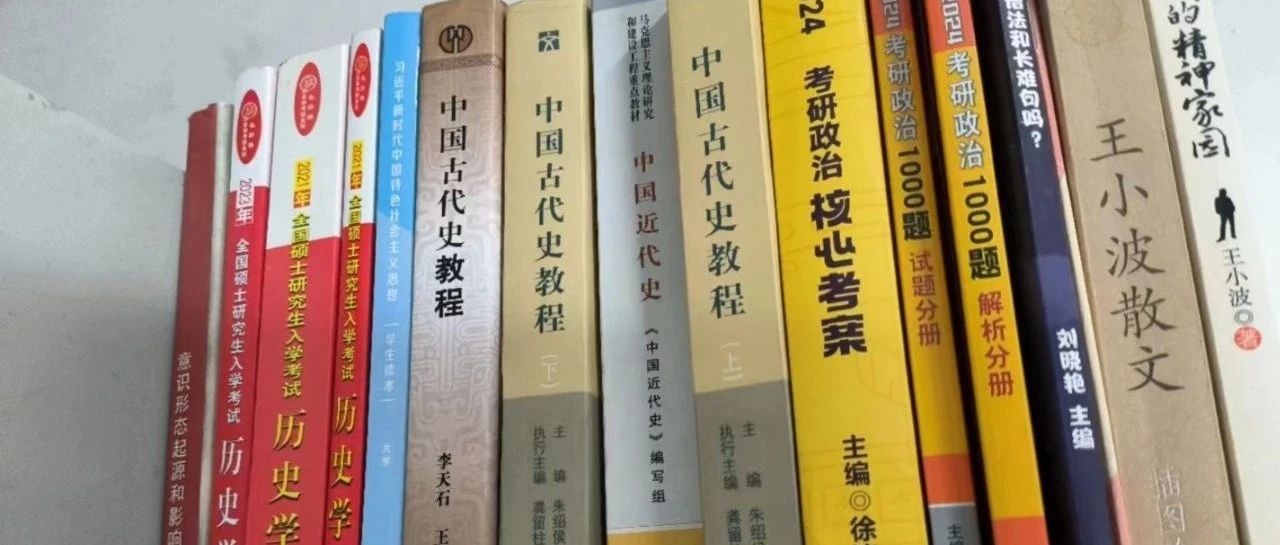 意识形态起源和影响
2023年 全国硕士研究生入学考试
历史学
2021年 全国硕士研究生入学考试
历史学
2021年 全国硕士研究生入学考试
历史学
习近平新时代中国特色社会主义思想
(学生读本)
大学
中国古代史教程
李天石 王
中国古代史教程
(下)
主编 朱绍侯
执行主编 龚留柱
马克思主义理论研究
和建设工程重点教材
中国近代史
《中国近代史》编写组
中国古代史教程
(上)
主编 朱绍侯
执行主编 龚留柱
24
考研政治 核心考案
主编◎徐
2024 考研政治 1000题 试题分册
2024 考研政治 1000题 解析分册
主编
语法和长难句吗?
刘晓艳 主编
王小波散文
插图
的精神家园
王小波◎著